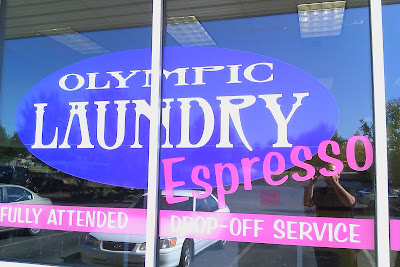 OLYMPIC
LAUNDRY
Espresso
FULLY ATTENDED DROP-OFF SERVICE